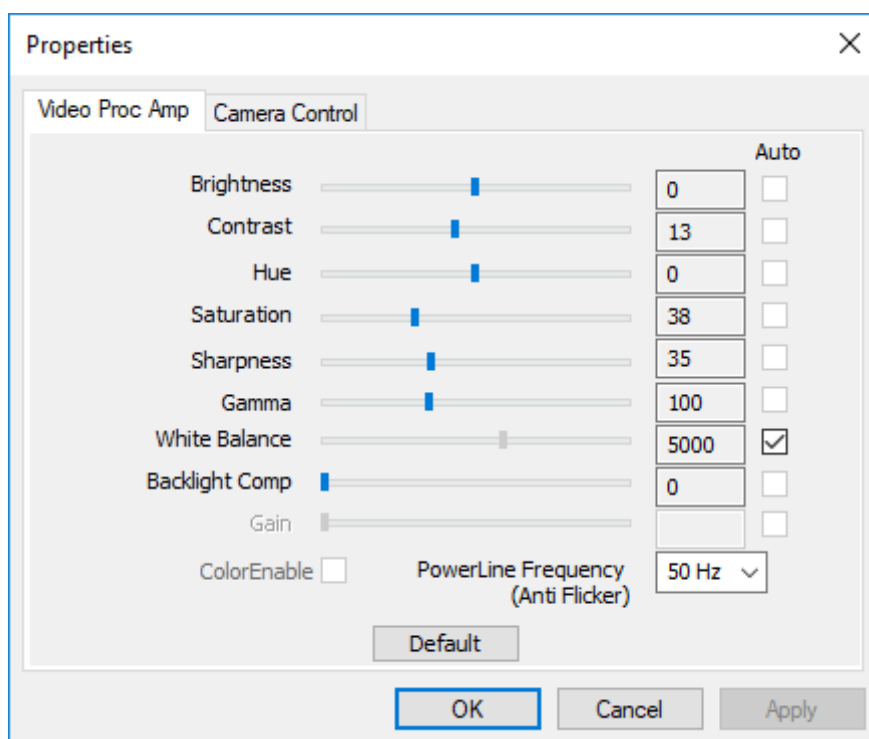 Properties
Video Proc Amp Camera Control
Auto
Brightness 0
Contrast 13
Hue 0
Saturation 38
Sharpness 35
Gamma 100
White Balance 5000
Backlight Comp 0
Gain
ColorEnable PowerLine Frequency 50 Hz
(Anti Flicker)
Default
OK Cancel Apply